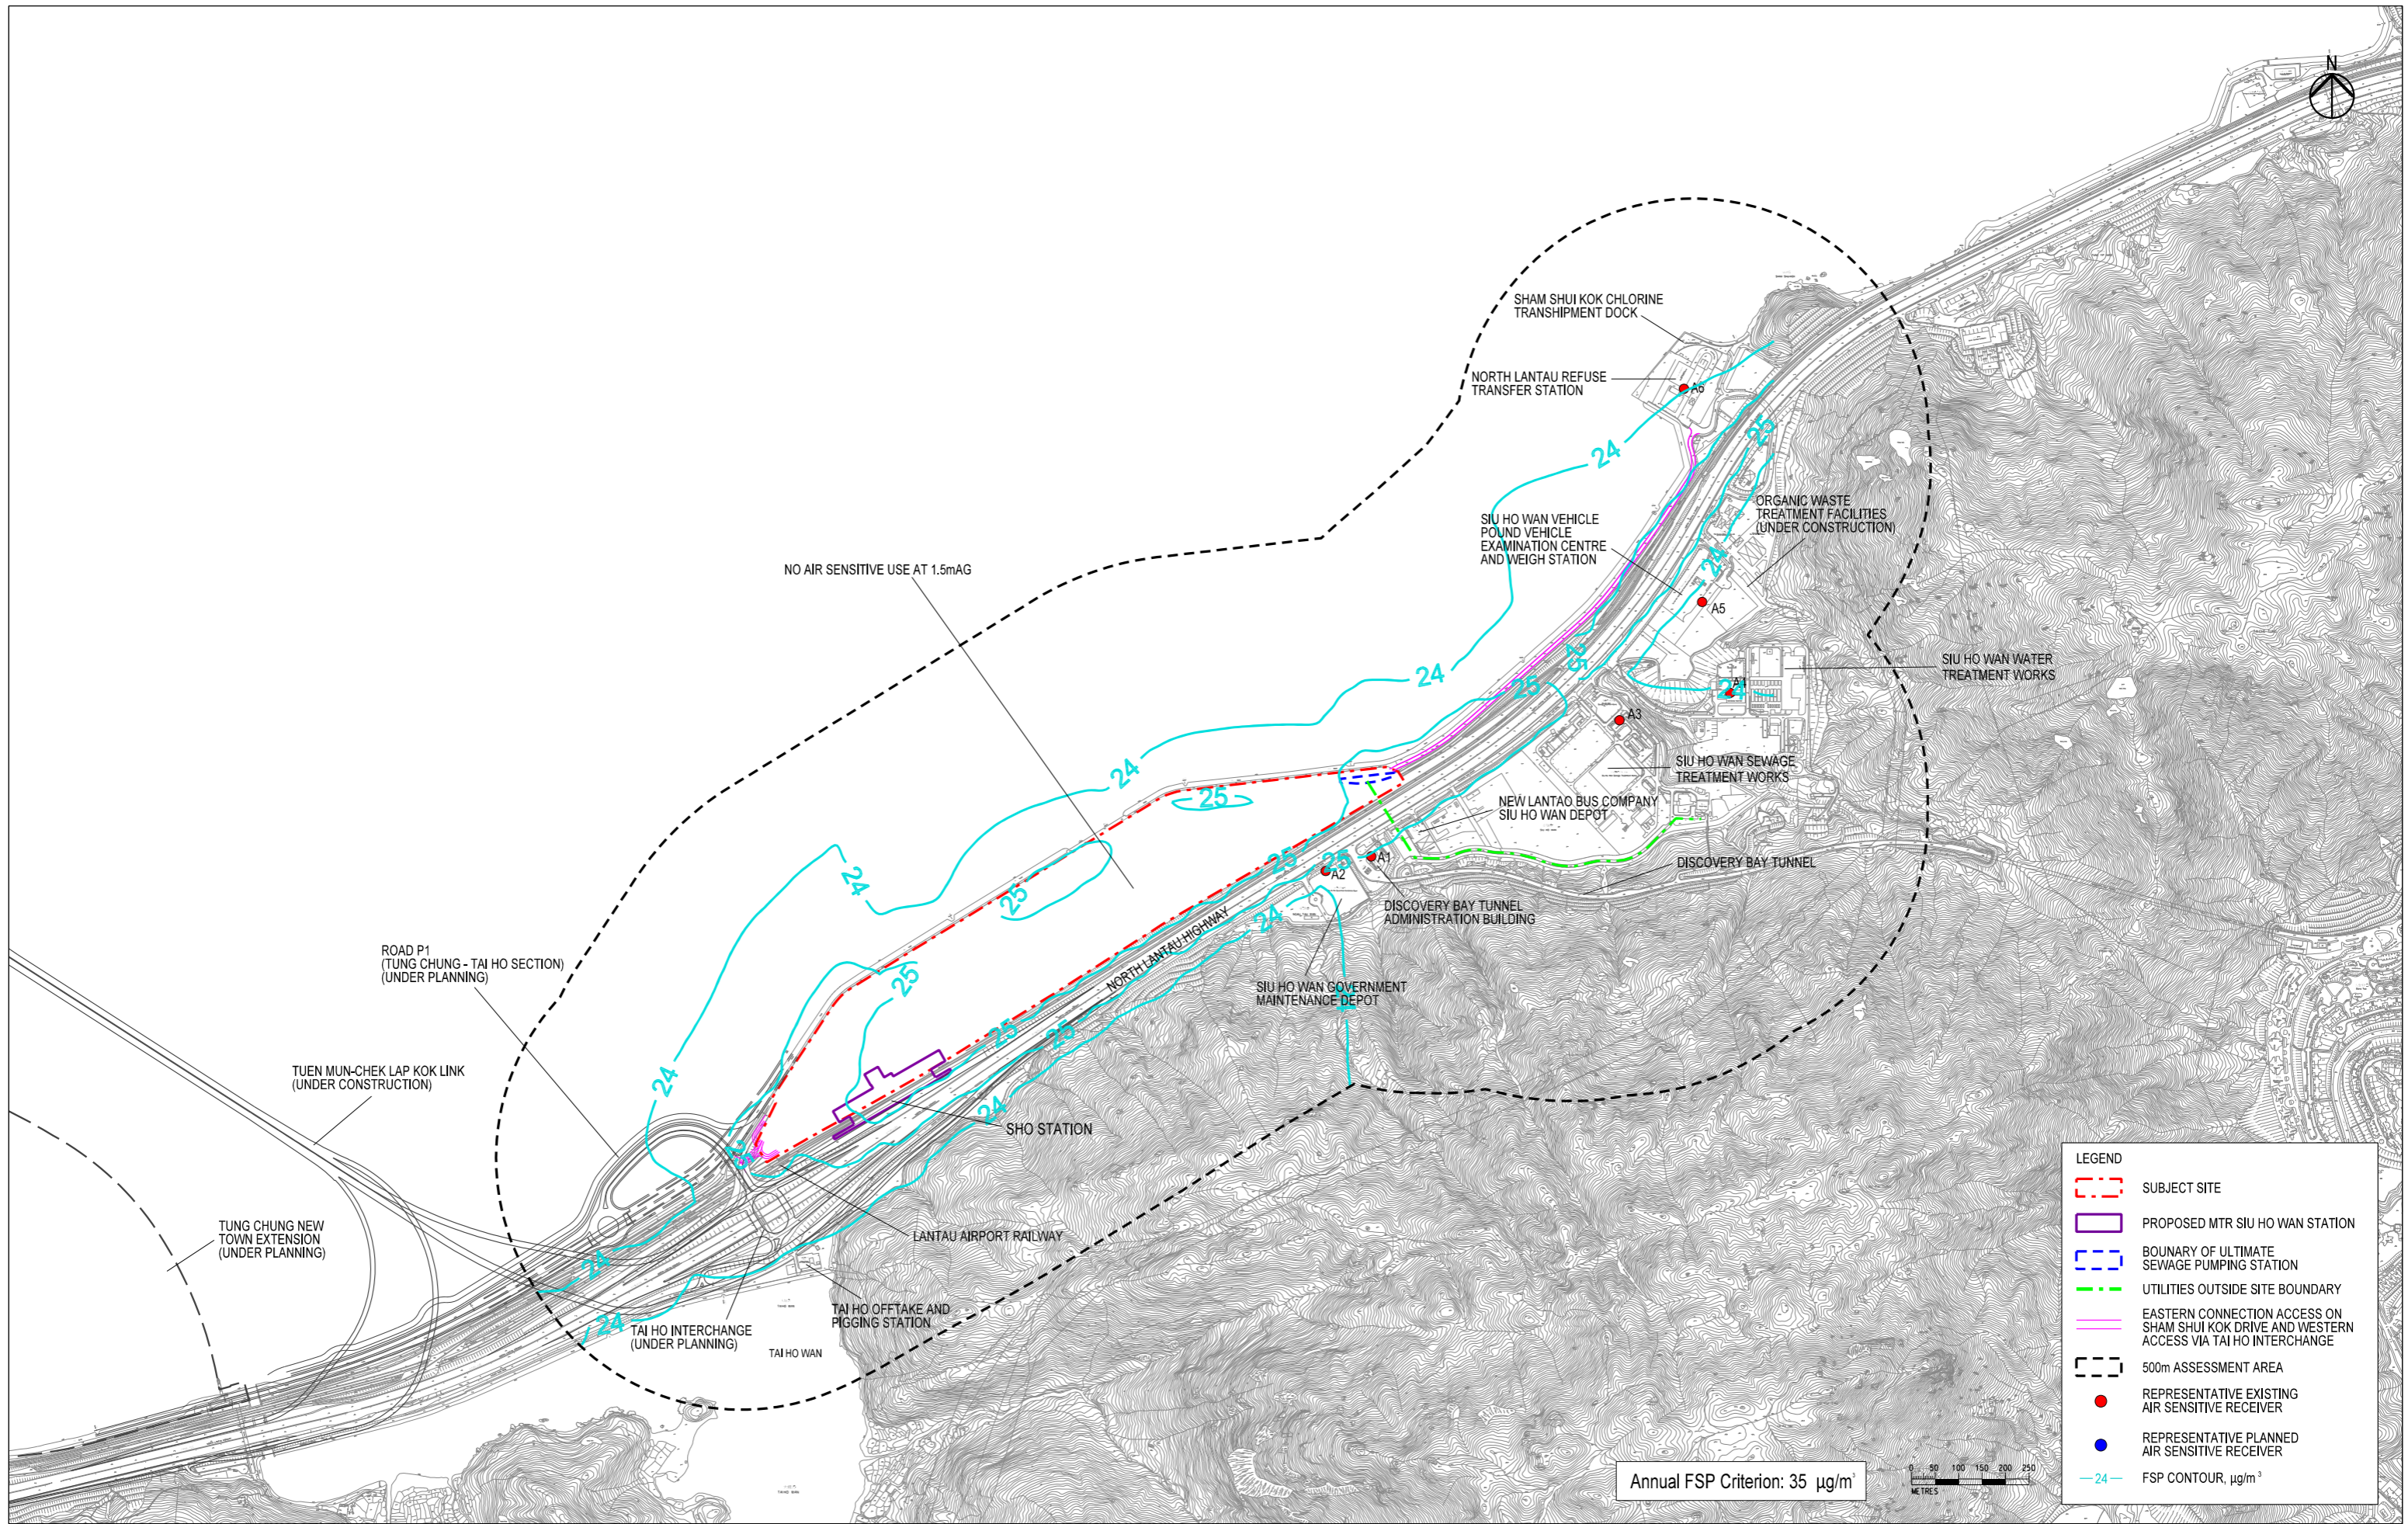 N
SHAM SHUI KOK CHLORINE
TRANSHIPMENT DOCK
NORTH LANTAU REFUSE
TRANSFER STATION
A6
24
25
ORGANIC WASTE
TREATMENT FACILITIES
(UNDER CONSTRUCTION)
SIU HO WAN VEHICLE
POUND VEHICLE
EXAMINATION CENTRE
AND WEIGH STATION
24
NO AIR SENSITIVE USE AT 1.5mAG
A5
25
SIU HO WAN WATER
TREATMENT WORKS
24
25
A4
24
A3
24
SIU HO WAN SEWAGE
TREATMENT WORKS
25
NEW LANTAO BUS COMPANY
SIU HO WAN DEPOT
25
25
A1
A2
DISCOVERY BAY TUNNEL
24
25
24
DISCOVERY BAY TUNNEL
ADMINISTRATION BUILDING
NORTH LANTAU HIGHWAY
ROAD P1
(TUNG CHUNG - TAI HO SECTION)
(UNDER PLANNING)
25
SIU HO WAN GOVERNMENT
MAINTENANCE DEPOT
25
25
TUEN MUN-CHEK LAP KOK LINK
(UNDER CONSTRUCTION)
24
24
SHO STATION
TUNG CHUNG NEW
TOWN EXTENSION
(UNDER PLANNING)
LANTAU AIRPORT RAILWAY
24
TAI HO OFFTAKE AND
PIGGING STATION
24
TAI HO INTERCHANGE
(UNDER PLANNING)
TAI HO WAN
LEGEND
SUBJECT SITE
PROPOSED MTR SIU HO WAN STATION
BOUNARY OF ULTIMATE
SEWAGE PUMPING STATION
UTILITIES OUTSIDE SITE BOUNDARY
EASTERN CONNECTION ACCESS ON
SHAM SHUI KOK DRIVE AND WESTERN
ACCESS VIA TAI HO INTERCHANGE
500m ASSESSMENT AREA
REPRESENTATIVE EXISTING
AIR SENSITIVE RECEIVER
REPRESENTATIVE PLANNED
AIR SENSITIVE RECEIVER
24 FSP CONTOUR, µg/m³
Annual FSP Criterion: 35 µg/m³
0 50 100 150 200 250
METRES